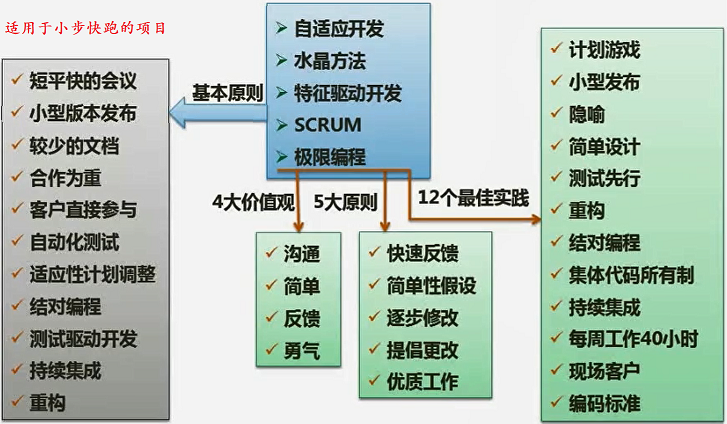 适用于小步快跑的项目
短平快的会议
小型版本发布
较少的文档
合作为重
客户直接参与
自动化测试
适应性计划调整
结对编程
测试驱动开发
持续集成
重构
基本原则
自适应开发
水晶方法
特征驱动开发
SCRUM
极限编程
4大价值观
沟通
简单
反馈
勇气
5大原则
快速反馈
简单性假设
逐步修改
提倡更改
优质工作
12个最佳实践
计划游戏
小型发布
隐喻
简单设计
测试先行
重构
结对编程
集体代码所有制
持续集成
每周工作40小时
现场客户
编码标准